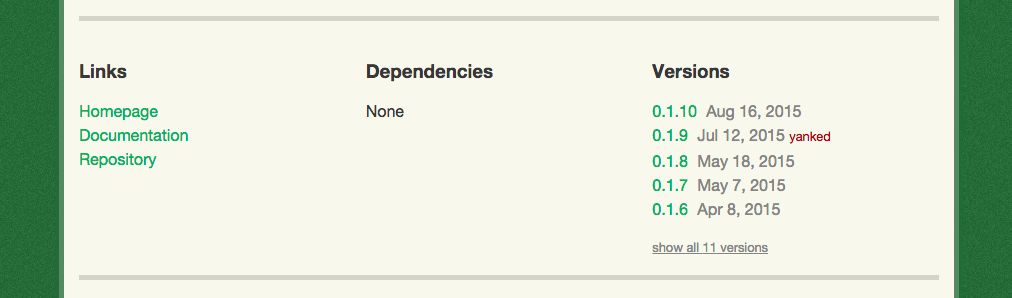 Links
Homepage
Documentation
Repository
Dependencies
None
Versions
0.1.10 Aug 16, 2015
0.1.9 Jul 12, 2015 yanked
0.1.8 May 18, 2015
0.1.7 May 7, 2015
0.1.6 Apr 8, 2015
show all 11 versions